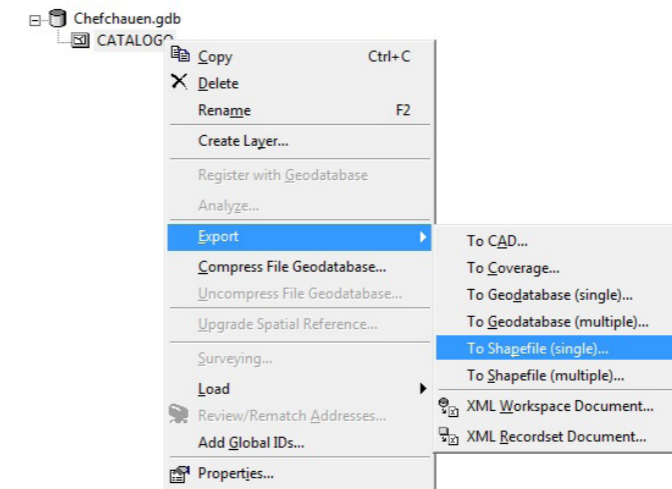 Chefchauen.gdb
CATALOGO
Copy Ctrl+C
Delete
Rename F2
Create Layer...
Register with Geodatabase
Analyze...
Export
Compress File Geodatabase...
Uncompress File Geodatabase...
Upgrade Spatial Reference...
Surveying...
Load
Review/Rematch Addresses...
Add Global IDs...
Properties...
To CAD...
To Coverage...
To Geodatabase (single)...
To Geodatabase (multiple)...
To Shapefile (single)...
To Shapefile (multiple)...
XML Workspace Document...
XML Recordset Document...